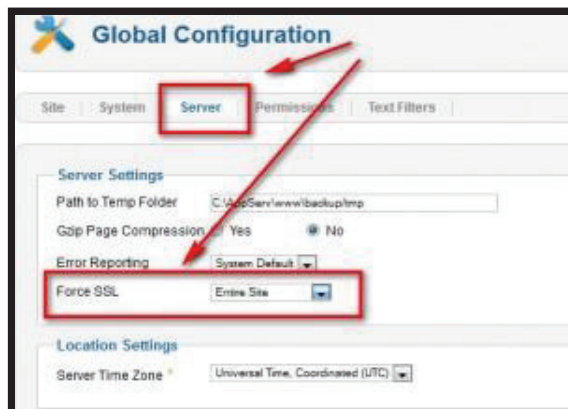 Global Configuration
Site System Server Permissions Text Filters
Server Settings
Path to Temp Folder C:\AppServ\www\backup/tmp
Gzip Page Compression Yes No
Error Reporting System Default
Force SSL Entire Site
Location Settings
Server Time Zone * Universal Time, Coordinated (UTC)